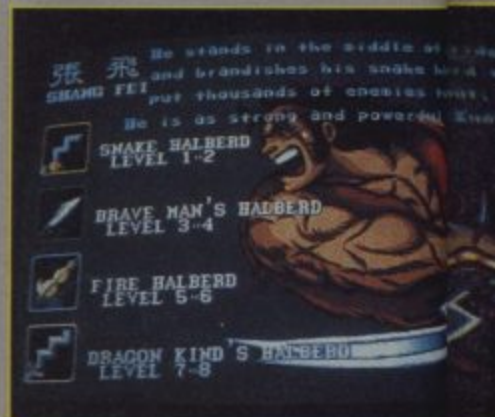 張 飛
SHANG FEI
He stands in the middle of
and brandishes his snake
put thousands of enemies
He is as strong and powerful
SNAKE HALBERD
LEVEL 1-2
BRAVE MAN'S HALBERD
LEVEL 3-4
FIRE HALBERD
LEVEL 5-6
DRAGON KIND'S HALBERD
LEVEL 7-8